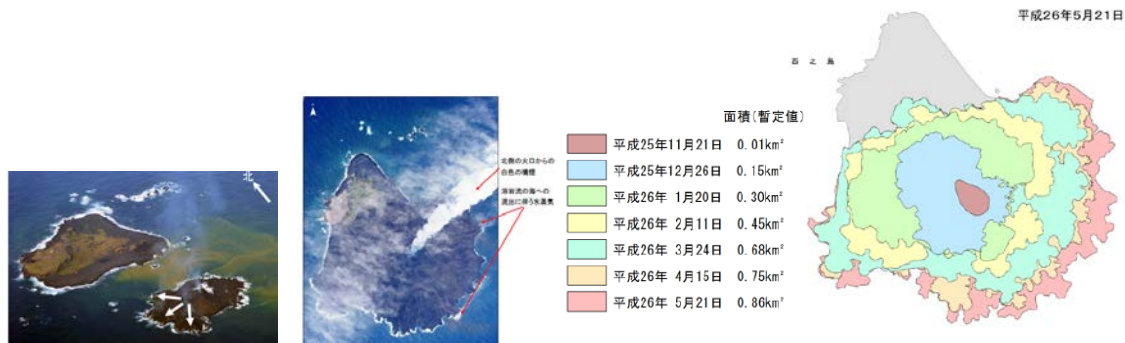 北
北側の火口からの
白色の噴煙
溶岩流の海への
流出に伴う水蒸気
面積(暫定値)
平成25年11月21日 0.01km²
平成25年12月26日 0.15km²
平成26年 1月20日 0.30km²
平成26年 2月11日 0.45km²
平成26年 3月24日 0.68km²
平成26年 4月15日 0.75km²
平成26年 5月21日 0.86km²
平成26年5月21日
西之島